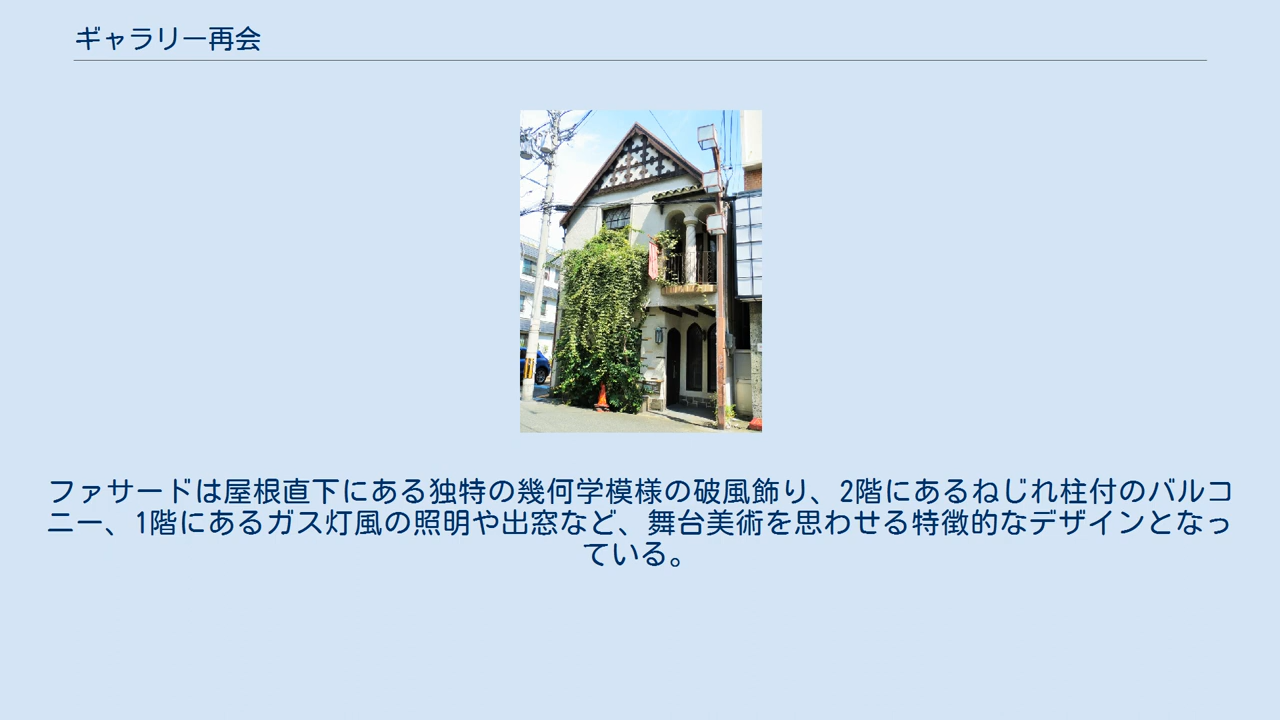 ギャラリー再会
ファサードは屋根直下にある独特の幾何学模様の破風飾り、2階にあるねじれ柱付のバルコ
ニー、1階にあるガス灯風の照明や出窓など、舞台美術を思わせる特徴的なデザインとなっ
ている。